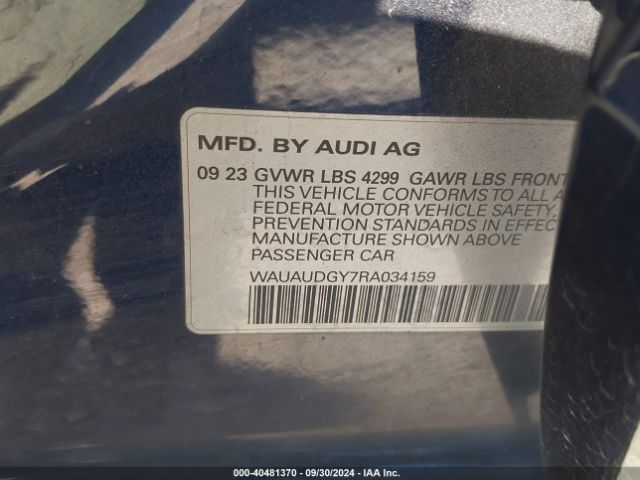 MFD. BY AUDI AG
09 23 GVWR LBS 4299 GAWR LBS FRONT
THIS VEHICLE CONFORMS TO ALL A
FEDERAL MOTOR VEHICLE SAFETY,
PREVENTION STANDARDS IN EFFEC
MANUFACTURE SHOWN ABOVE
PASSENGER CAR
WAUAUDGY7RA034159
000-40481370 - 09/30/2024 - IAA Inc.